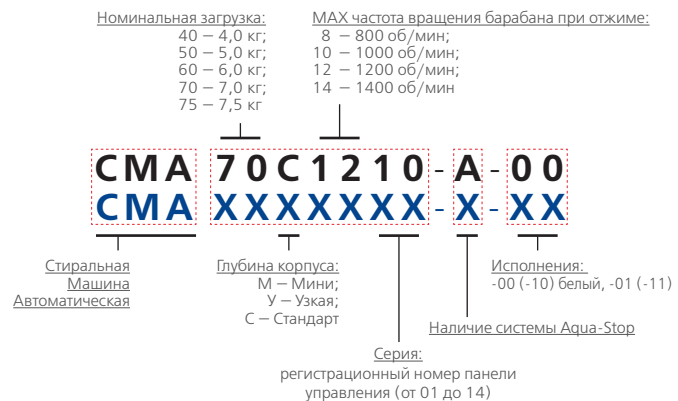 Номинальная загрузка:
40 – 4,0 кг;
50 – 5,0 кг;
60 – 6,0 кг;
70 – 7,0 кг;
75 – 7,5 кг
МАХ частота вращения барабана при отжиме:
8 – 800 об/мин;
10 – 1000 об/мин;
12 – 1200 об/мин;
14 – 1400 об/мин
СМА 70С1210-А-00
СМА ХХХХХХХ-Х-ХХ
Стиральная
Машина
Автоматическая
Глубина корпуса:
М – Мини;
У – Узкая;
С – Стандарт
Серия:
регистрационный номер панели
управления (от 01 до 14)
Наличие системы Aqua-Stop
Исполнения:
-00 (-10) белый, -01 (-11)